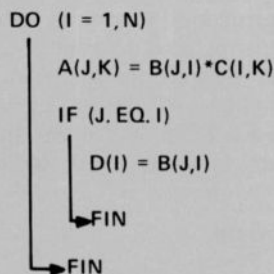 DO (I = 1, N)
A(J,K) = B(J,I)*C(I,K)
IF (J. EQ. I)
D(I) = B(J,I)
FIN
FIN